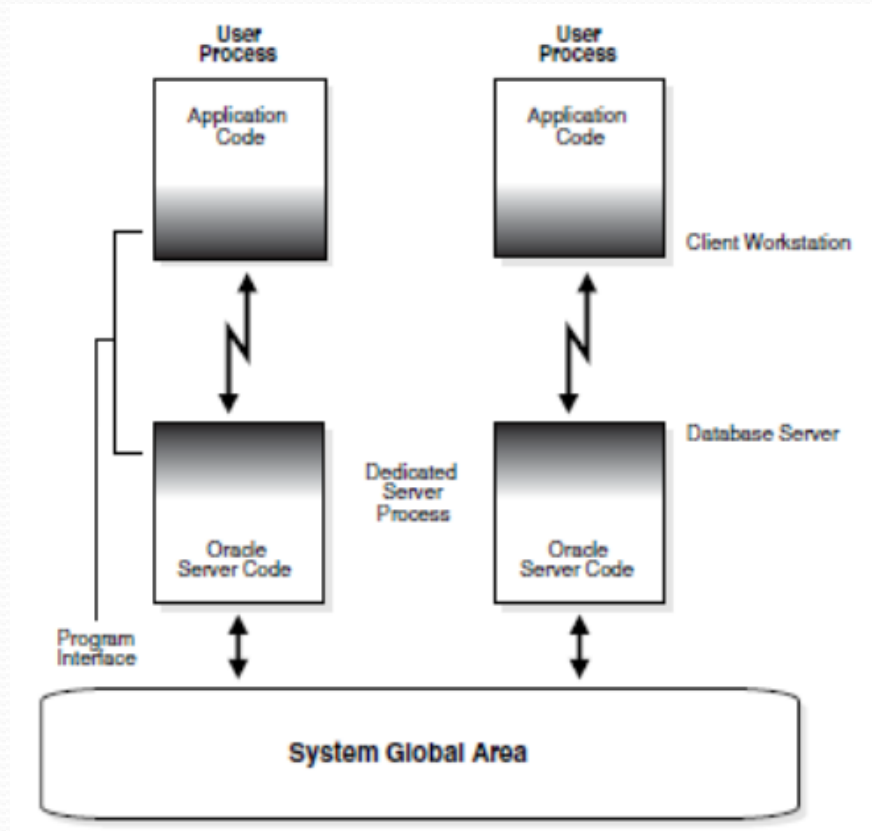 User
Process
User
Process
Application
Code
Application
Code
Client Workstation
Database Server
Dedicated
Server
Process
Oracle
Server Code
Oracle
Server Code
Program
Interface
System Global Area